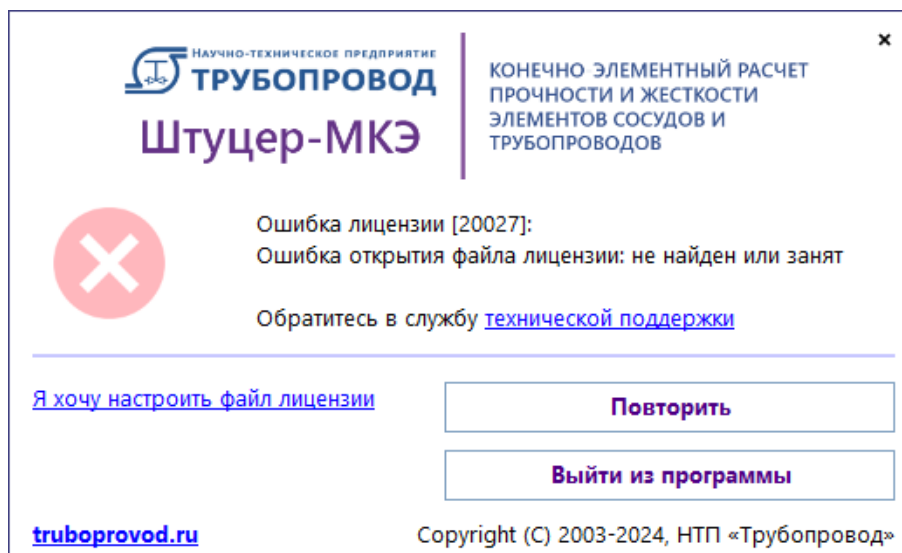 Научно-техническое предприятие
ТРУБОПРОВОД
Штуцер-МКЭ
КОНЕЧНО ЭЛЕМЕНТНЫЙ РАСЧЕТ
ПРОЧНОСТИ И ЖЕСТКОСТИ
ЭЛЕМЕНТОВ СОСУДОВ И
ТРУБОПРОВОДОВ
Ошибка лицензии [20027]:
Ошибка открытия файла лицензии: не найден или занят
Обратитесь в службу технической поддержки
Я хочу настроить файл лицензии
Повторить
Выйти из программы
truboprovod.ru
Copyright (C) 2003-2024, НТП «Трубопровод»